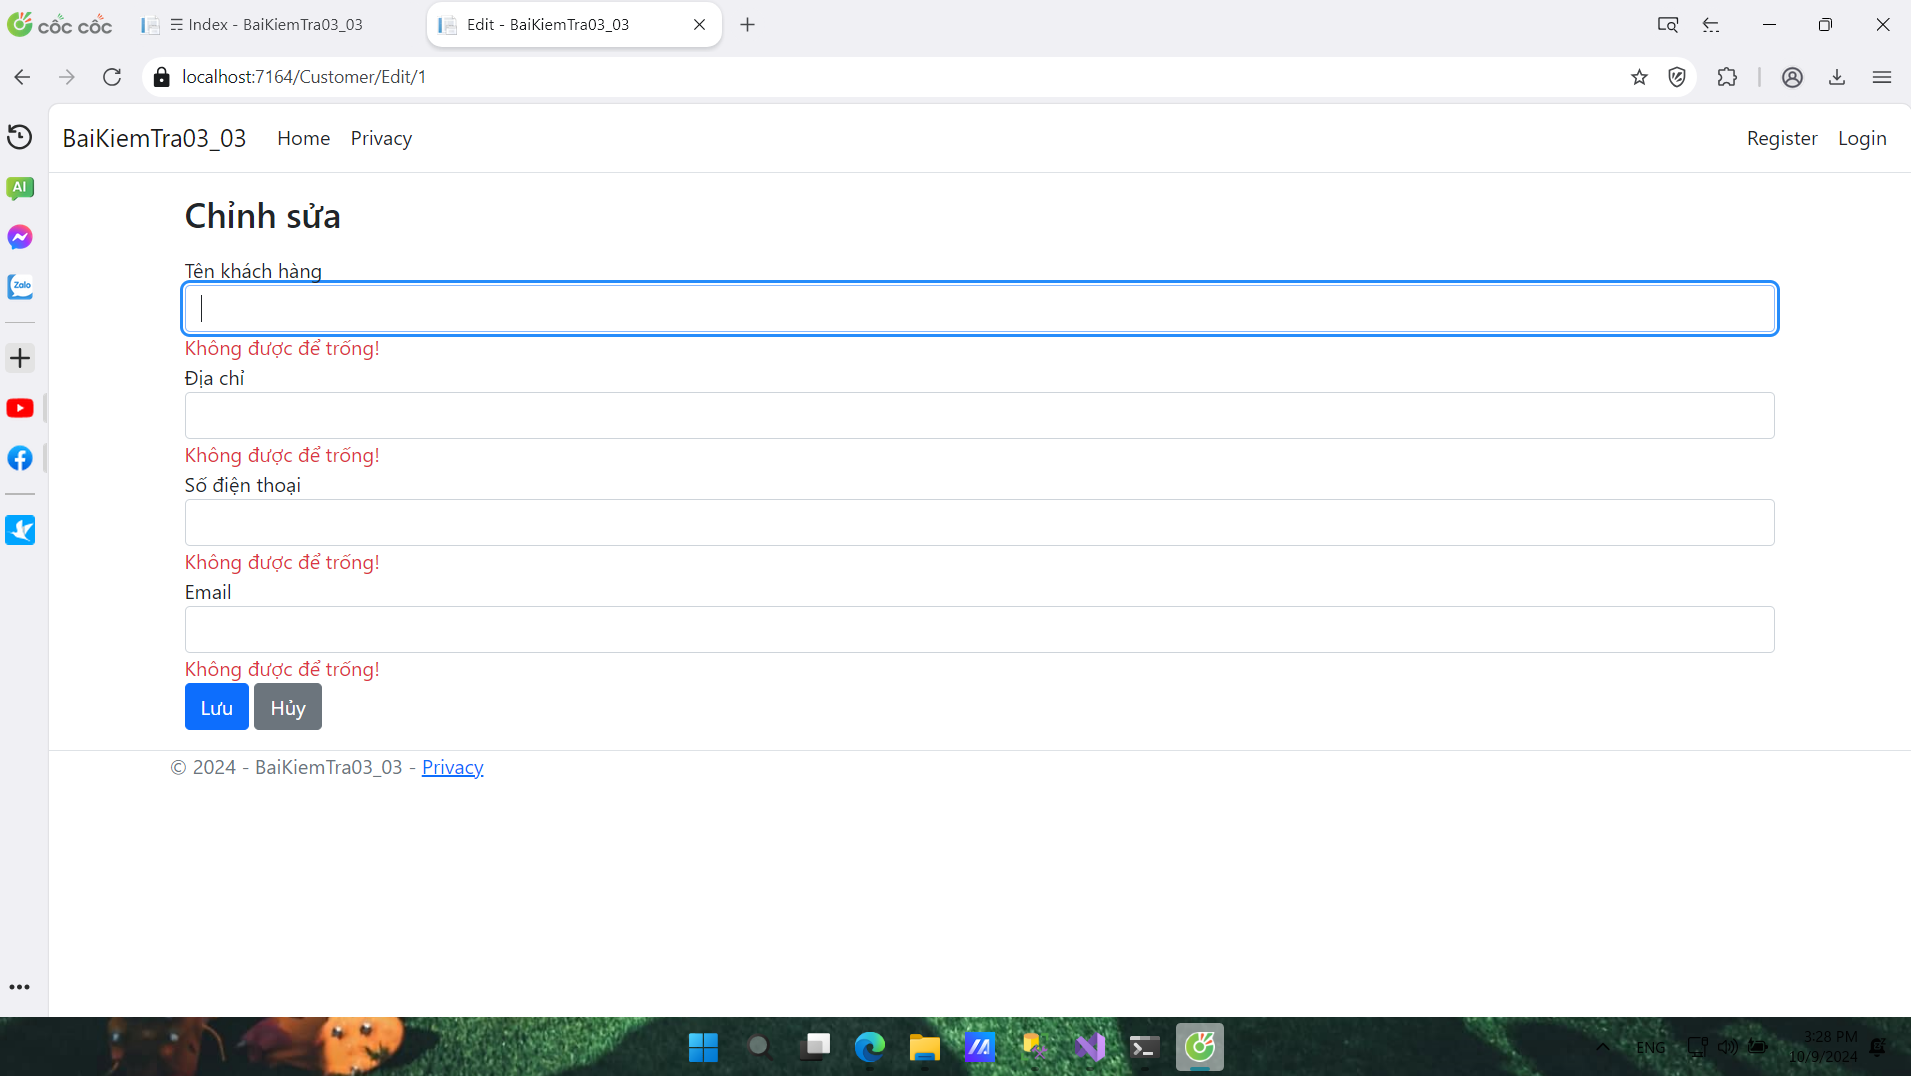 cốc cốc
☰ Index - BaiKiemTra03_03
Edit - BaiKiemTra03_03
localhost:7164/Customer/Edit/1
BaiKiemTra03_03 Home Privacy Register Login
AI
Zalo
Chỉnh sửa
Tên khách hàng
Không được để trống!
Địa chỉ
Không được để trống!
Số điện thoại
Không được để trống!
Email
Không được để trống!
Lưu Hủy
© 2024 - BaiKiemTra03_03 - Privacy
ENG
3:28 PM
10/9/2024